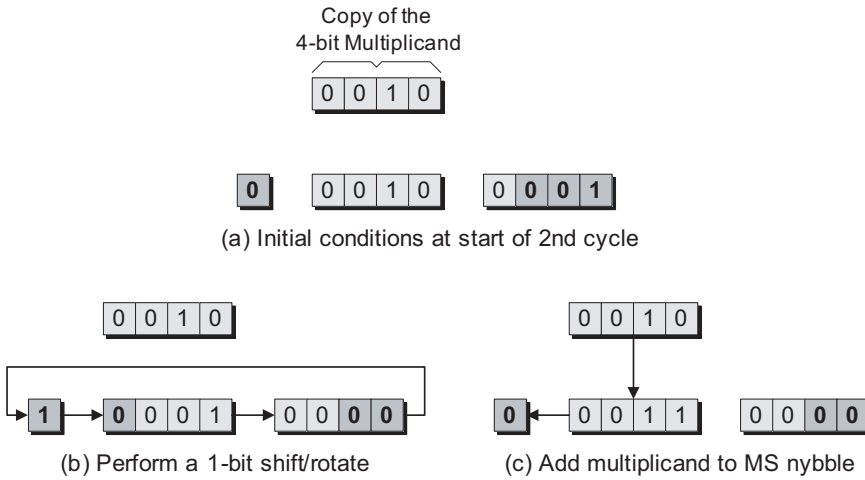 Copy of the
4-bit Multiplicand
0 0 1 0
0 0 0 1 0 0 0 0 1
(a) Initial conditions at start of 2nd cycle
0 0 1 0
1 0 0 0 1 0 0 0 0
(b) Perform a 1-bit shift/rotate
0 0 1 0
0 0 0 1 1 0 0 0 0
(c) Add multiplicand to MS nybble